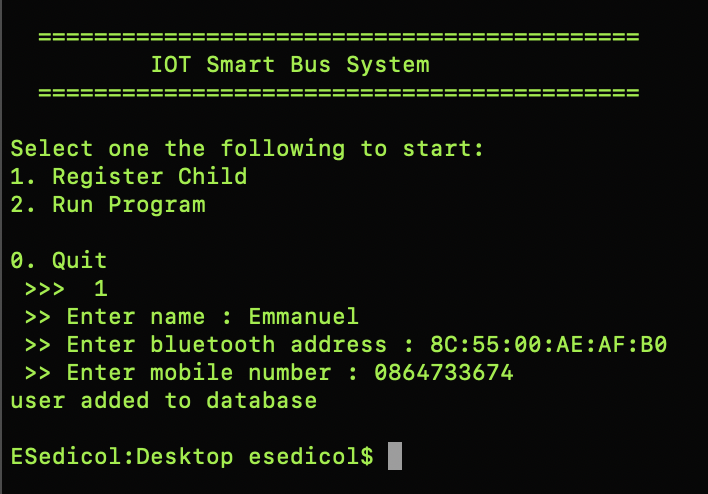 ===========================================
IOT Smart Bus System
===========================================
Select one the following to start:
1. Register Child
2. Run Program
0. Quit
>>>  1
>> Enter name : Emmanuel
>> Enter bluetooth address : 8C:55:00:AE:AF:B0
>> Enter mobile number : 0864733674
user added to database
ESedicol:Desktop esedicol$